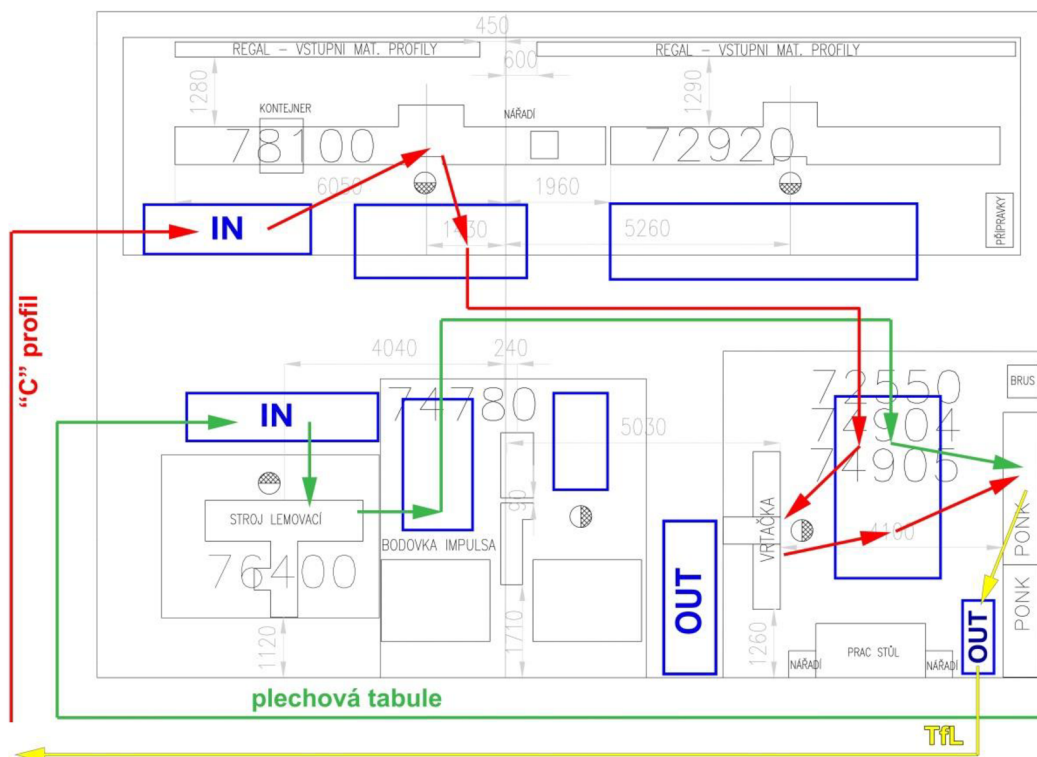 450
REGAL - VSTUPNI MAT. PROFILY
REGAL - VSTUPNI MAT. PROFILY
600
1280
1290
KONTEJNER
NÁŘADÍ
78100
72920
6050
1960
IN
1430
5260
PŘÍPRAVKY
"C" profil
4040
240
72550
BRUS
74780
74904
IN
5030
74905
90
STROJ LEMOVACÍ
VRTAČKA
4100
PONK
BODOVKA IMPULSA
76400
OUT
PONK
1120
1710
1260
OUT
NÁŘADÍ
PRAC STŮL
NÁŘADÍ
plechová tabule
TfL